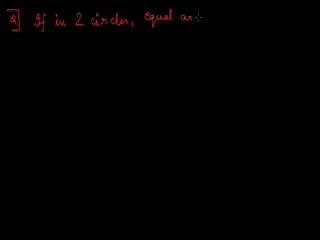 Q] If in 2 circles, equal ar